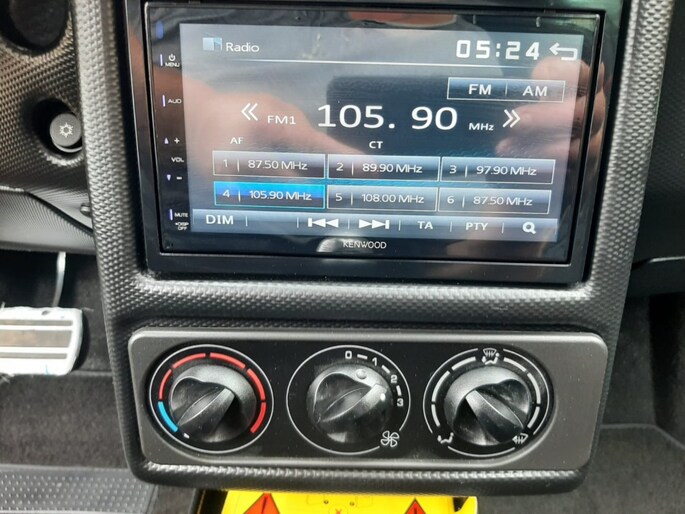 Radio 05:24
MENU
FM AM
AUD
FM1 105.90 MHz
AF CT
+ VOL -
1 87.50 MHz 2 89.90 MHz 3 97.90 MHz
4 105.90 MHz 5 108.00 MHz 6 87.50 MHz
MUTE
DISP OFF
DIM TA PTY
KENWOOD
0 1 2 3